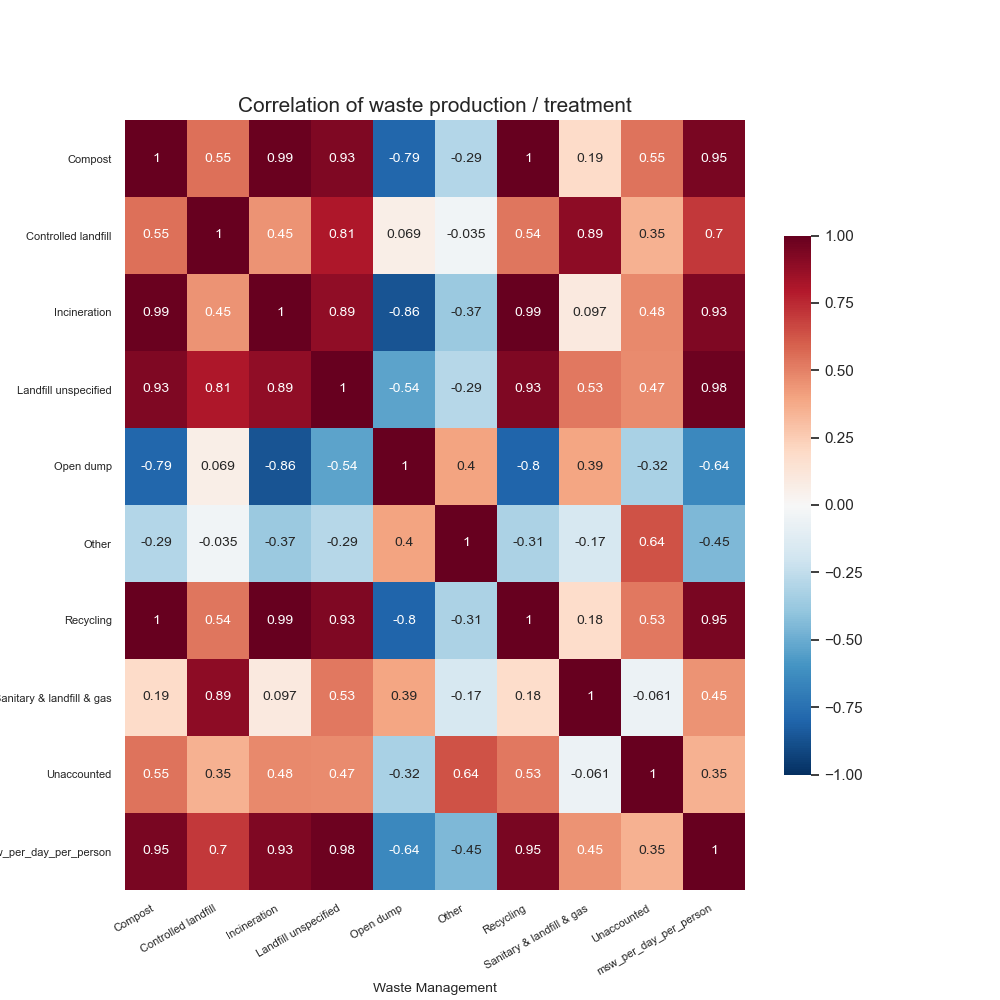 Correlation of waste production / treatment
Compost 1 0.55 0.99 0.93 -0.79 -0.29 1 0.19 0.55 0.95
Controlled landfill 0.55 1 0.45 0.81 0.069 -0.035 0.54 0.89 0.35 0.7
Incineration 0.99 0.45 1 0.89 -0.86 -0.37 0.99 0.097 0.48 0.93
Landfill unspecified 0.93 0.81 0.89 1 -0.54 -0.29 0.93 0.53 0.47 0.98
Open dump -0.79 0.069 -0.86 -0.54 1 0.4 -0.8 0.39 -0.32 -0.64
Other -0.29 -0.035 -0.37 -0.29 0.4 1 -0.31 -0.17 0.64 -0.45
Recycling 1 0.54 0.99 0.93 -0.8 -0.31 1 0.18 0.53 0.95
anitary & landfill & gas 0.19 0.89 0.097 0.53 0.39 -0.17 0.18 1 -0.061 0.45
Unaccounted 0.55 0.35 0.48 0.47 -0.32 0.64 0.53 -0.061 1 0.35
_per_day_per_person 0.95 0.7 0.93 0.98 -0.64 -0.45 0.95 0.45 0.35 1
Compost
Controlled landfill
Incineration
Landfill unspecified
Open dump
Other
Recycling
Sanitary & landfill & gas
Unaccounted
msw_per_day_per_person
Waste Management
1.00
0.75
0.50
0.25
0.00
−0.25
−0.50
−0.75
−1.00